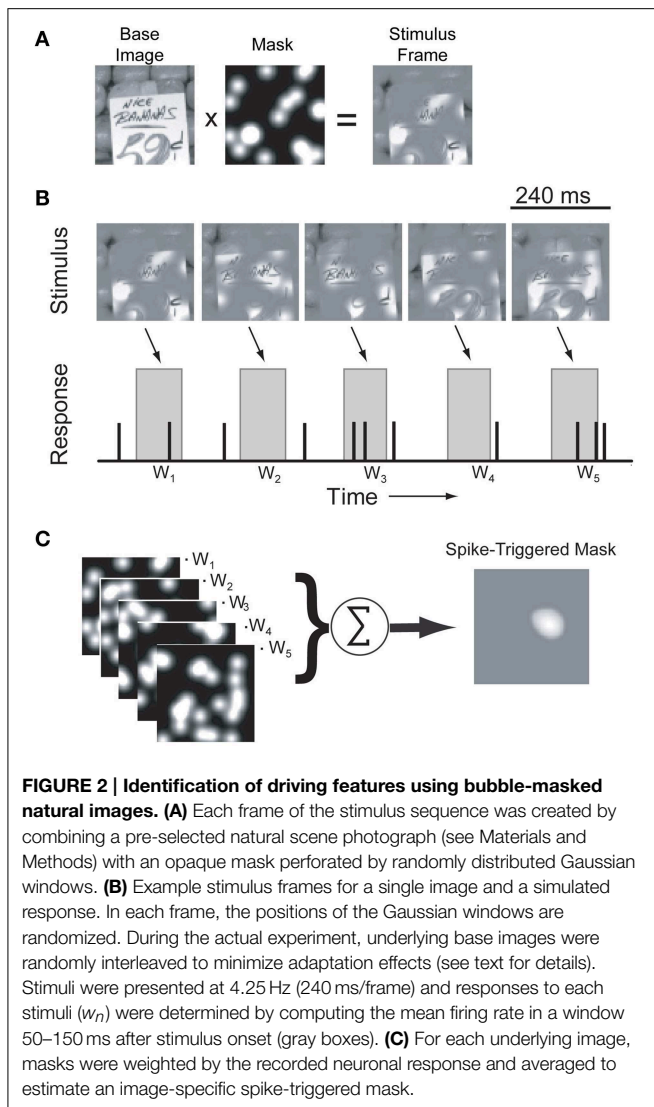 A
Base
Image
Mask
Stimulus
Frame
NICE
BANANAS
59d
x
=
B
240 ms
Stimulus
NICE
BANANAS
Response
W1
W2
W3
W4
W5
Time
C
· W1
· W2
· W3
· W4
· W5
}
Σ
Spike-Triggered Mask
FIGURE 2 | Identification of driving features using bubble-masked
natural images. (A) Each frame of the stimulus sequence was created by
combining a pre-selected natural scene photograph (see Materials and
Methods) with an opaque mask perforated by randomly distributed Gaussian
windows. (B) Example stimulus frames for a single image and a simulated
response. In each frame, the positions of the Gaussian windows are
randomized. During the actual experiment, underlying base images were
randomly interleaved to minimize adaptation effects (see text for details).
Stimuli were presented at 4.25 Hz (240 ms/frame) and responses to each
stimuli (wn) were determined by computing the mean firing rate in a window
50–150 ms after stimulus onset (gray boxes). (C) For each underlying image,
masks were weighted by the recorded neuronal response and averaged to
estimate an image-specific spike-triggered mask.